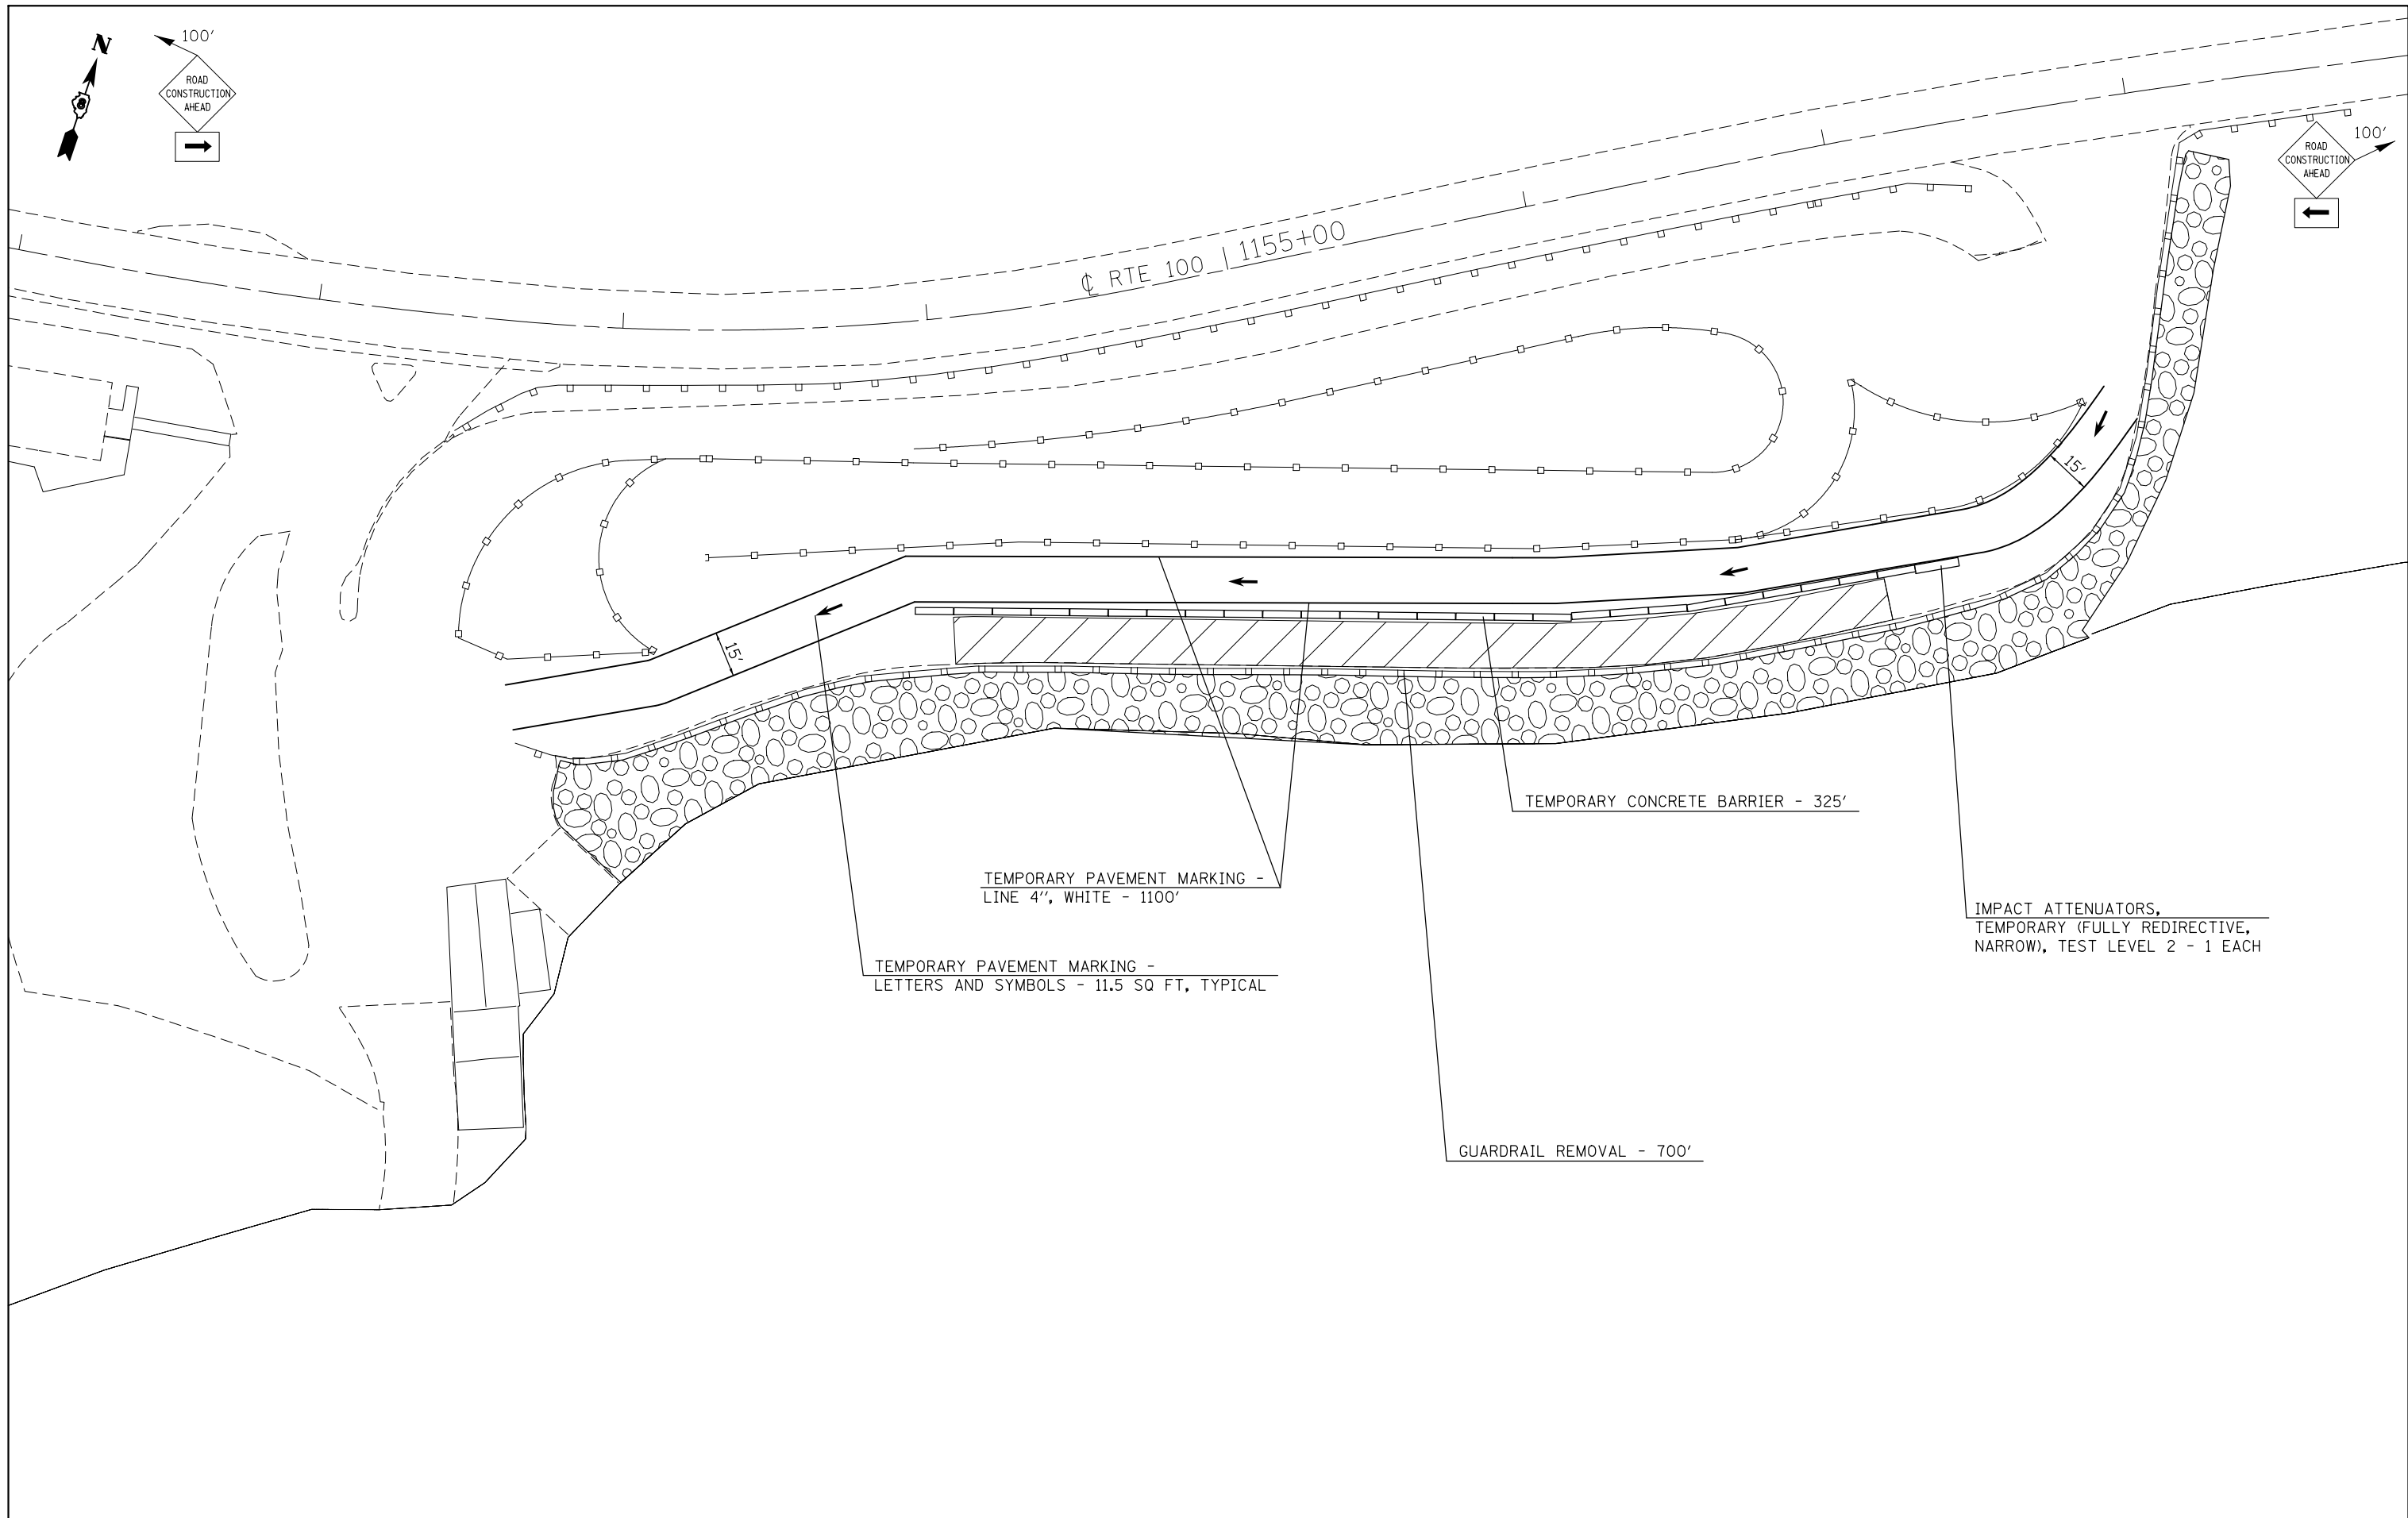 N
8
100'
ROAD
CONSTRUCTION
AHEAD
100'
ROAD
CONSTRUCTION
AHEAD
℄ RTE 100 1155+00
15'
15'
TEMPORARY CONCRETE BARRIER - 325'
TEMPORARY PAVEMENT MARKING -
LINE 4", WHITE - 1100'
IMPACT ATTENUATORS,
TEMPORARY (FULLY REDIRECTIVE,
NARROW), TEST LEVEL 2 - 1 EACH
TEMPORARY PAVEMENT MARKING -
LETTERS AND SYMBOLS - 11.5 SQ FT, TYPICAL
GUARDRAIL REMOVAL - 700'